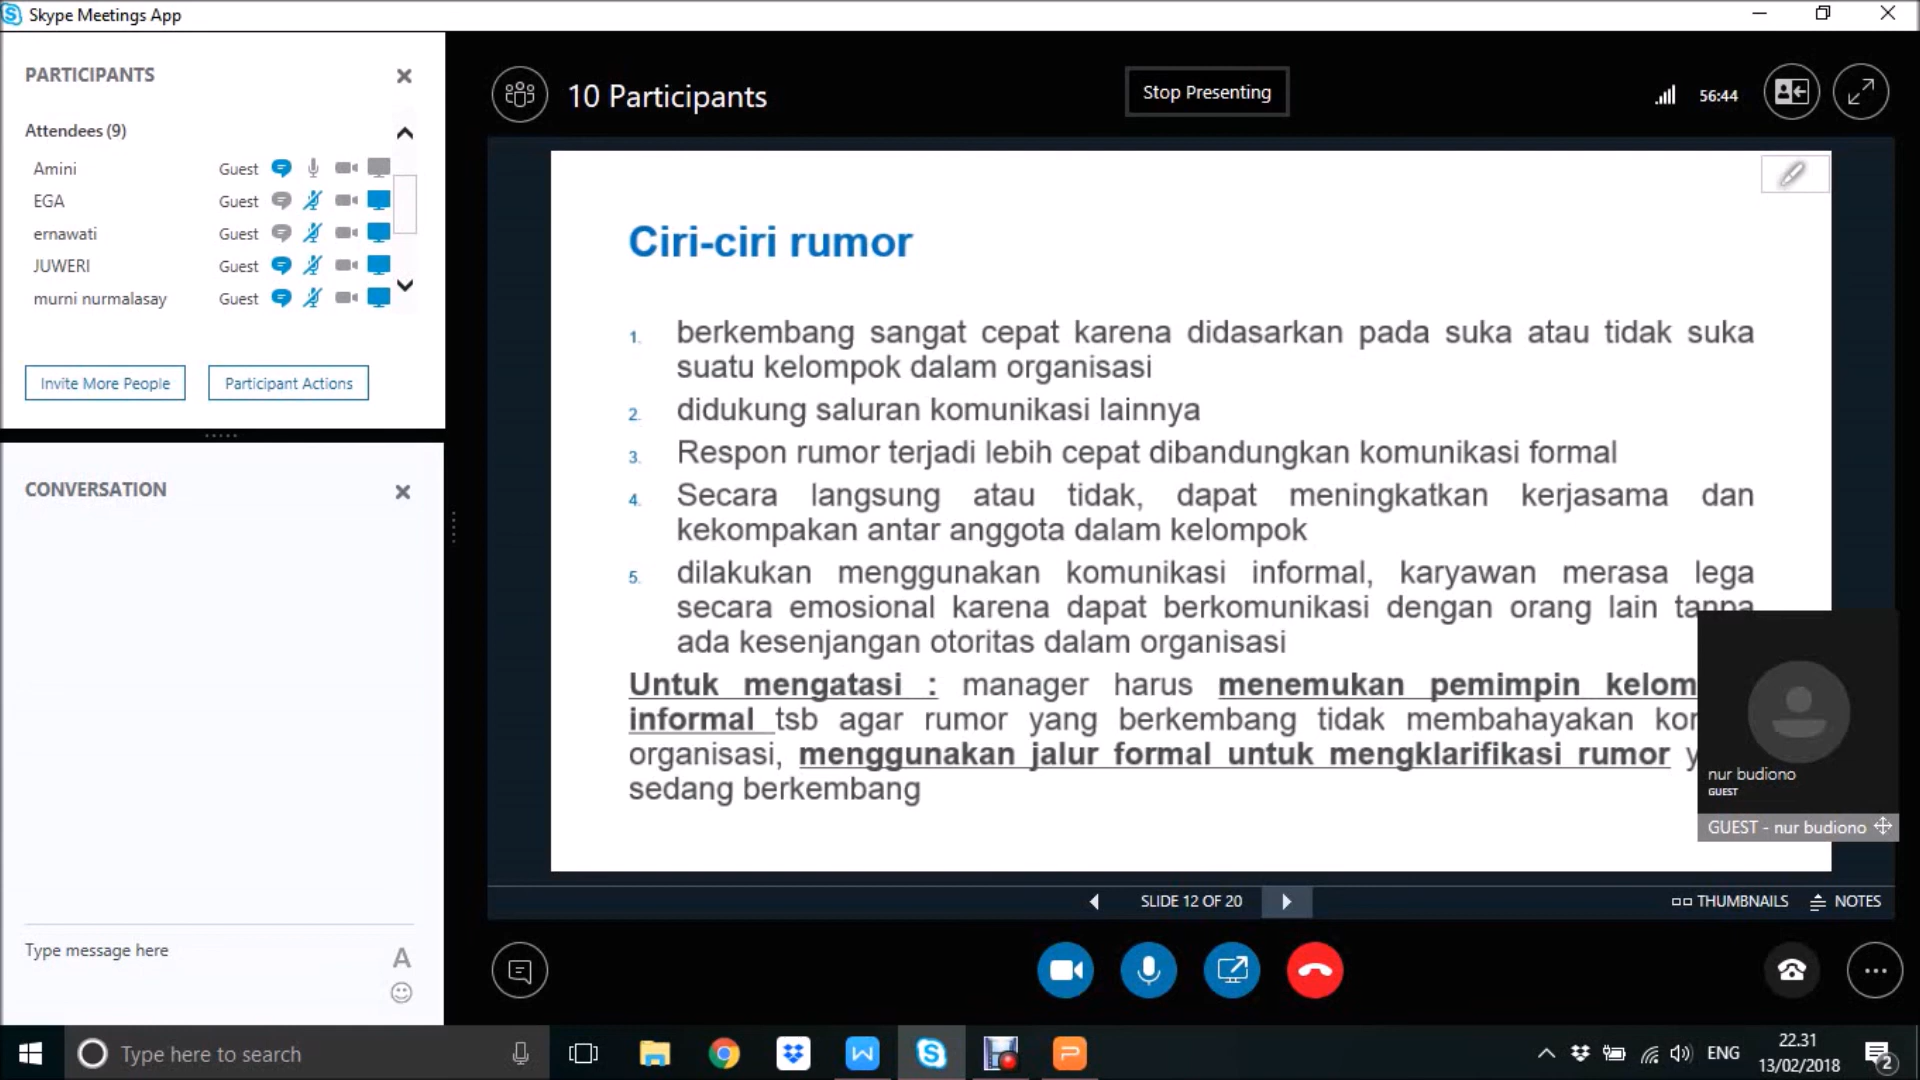 Skype Meetings App
PARTICIPANTS
Attendees (9)
Amini Guest
EGA Guest
ernawati Guest
JUWERI Guest
murni nurmalasay Guest
Invite More People Participant Actions
CONVERSATION
Type message here
A
10 Participants
Stop Presenting
56:44
Ciri-ciri rumor
1. berkembang sangat cepat karena didasarkan pada suka atau tidak suka
suatu kelompok dalam organisasi
2. didukung saluran komunikasi lainnya
3. Respon rumor terjadi lebih cepat dibandungkan komunikasi formal
4. Secara langsung atau tidak, dapat meningkatkan kerjasama dan
kekompakan antar anggota dalam kelompok
5. dilakukan menggunakan komunikasi informal, karyawan merasa lega
secara emosional karena dapat berkomunikasi dengan orang lain tanpa
ada kesenjangan otoritas dalam organisasi
Untuk mengatasi : manager harus menemukan pemimpin kelom
informal tsb agar rumor yang berkembang tidak membahayakan
organisasi, menggunakan jalur formal untuk mengklarifikasi rumor
sedang berkembang
nur budiono
GUEST
GUEST - nur budiono
SLIDE 12 OF 20
THUMBNAILS NOTES
Type here to search
ENG
22.31
13/02/2018
2